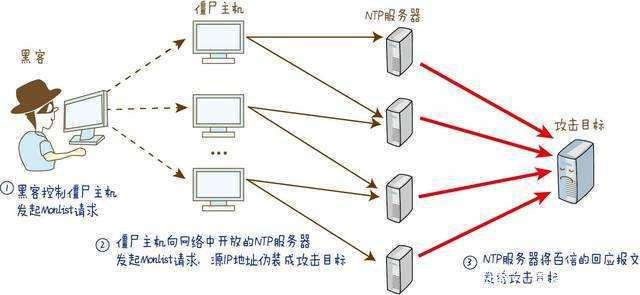 僵尸主机
NTP服务器
黑客
攻击目标
...
① 黑客控制僵尸主机
发起Monlist请求
② 僵尸主机向网络中开放的NTP服务器
发起Monlist请求，源IP地址伪装成攻击目标
③ NTP服务器将百倍的回应报文
发给攻击目标